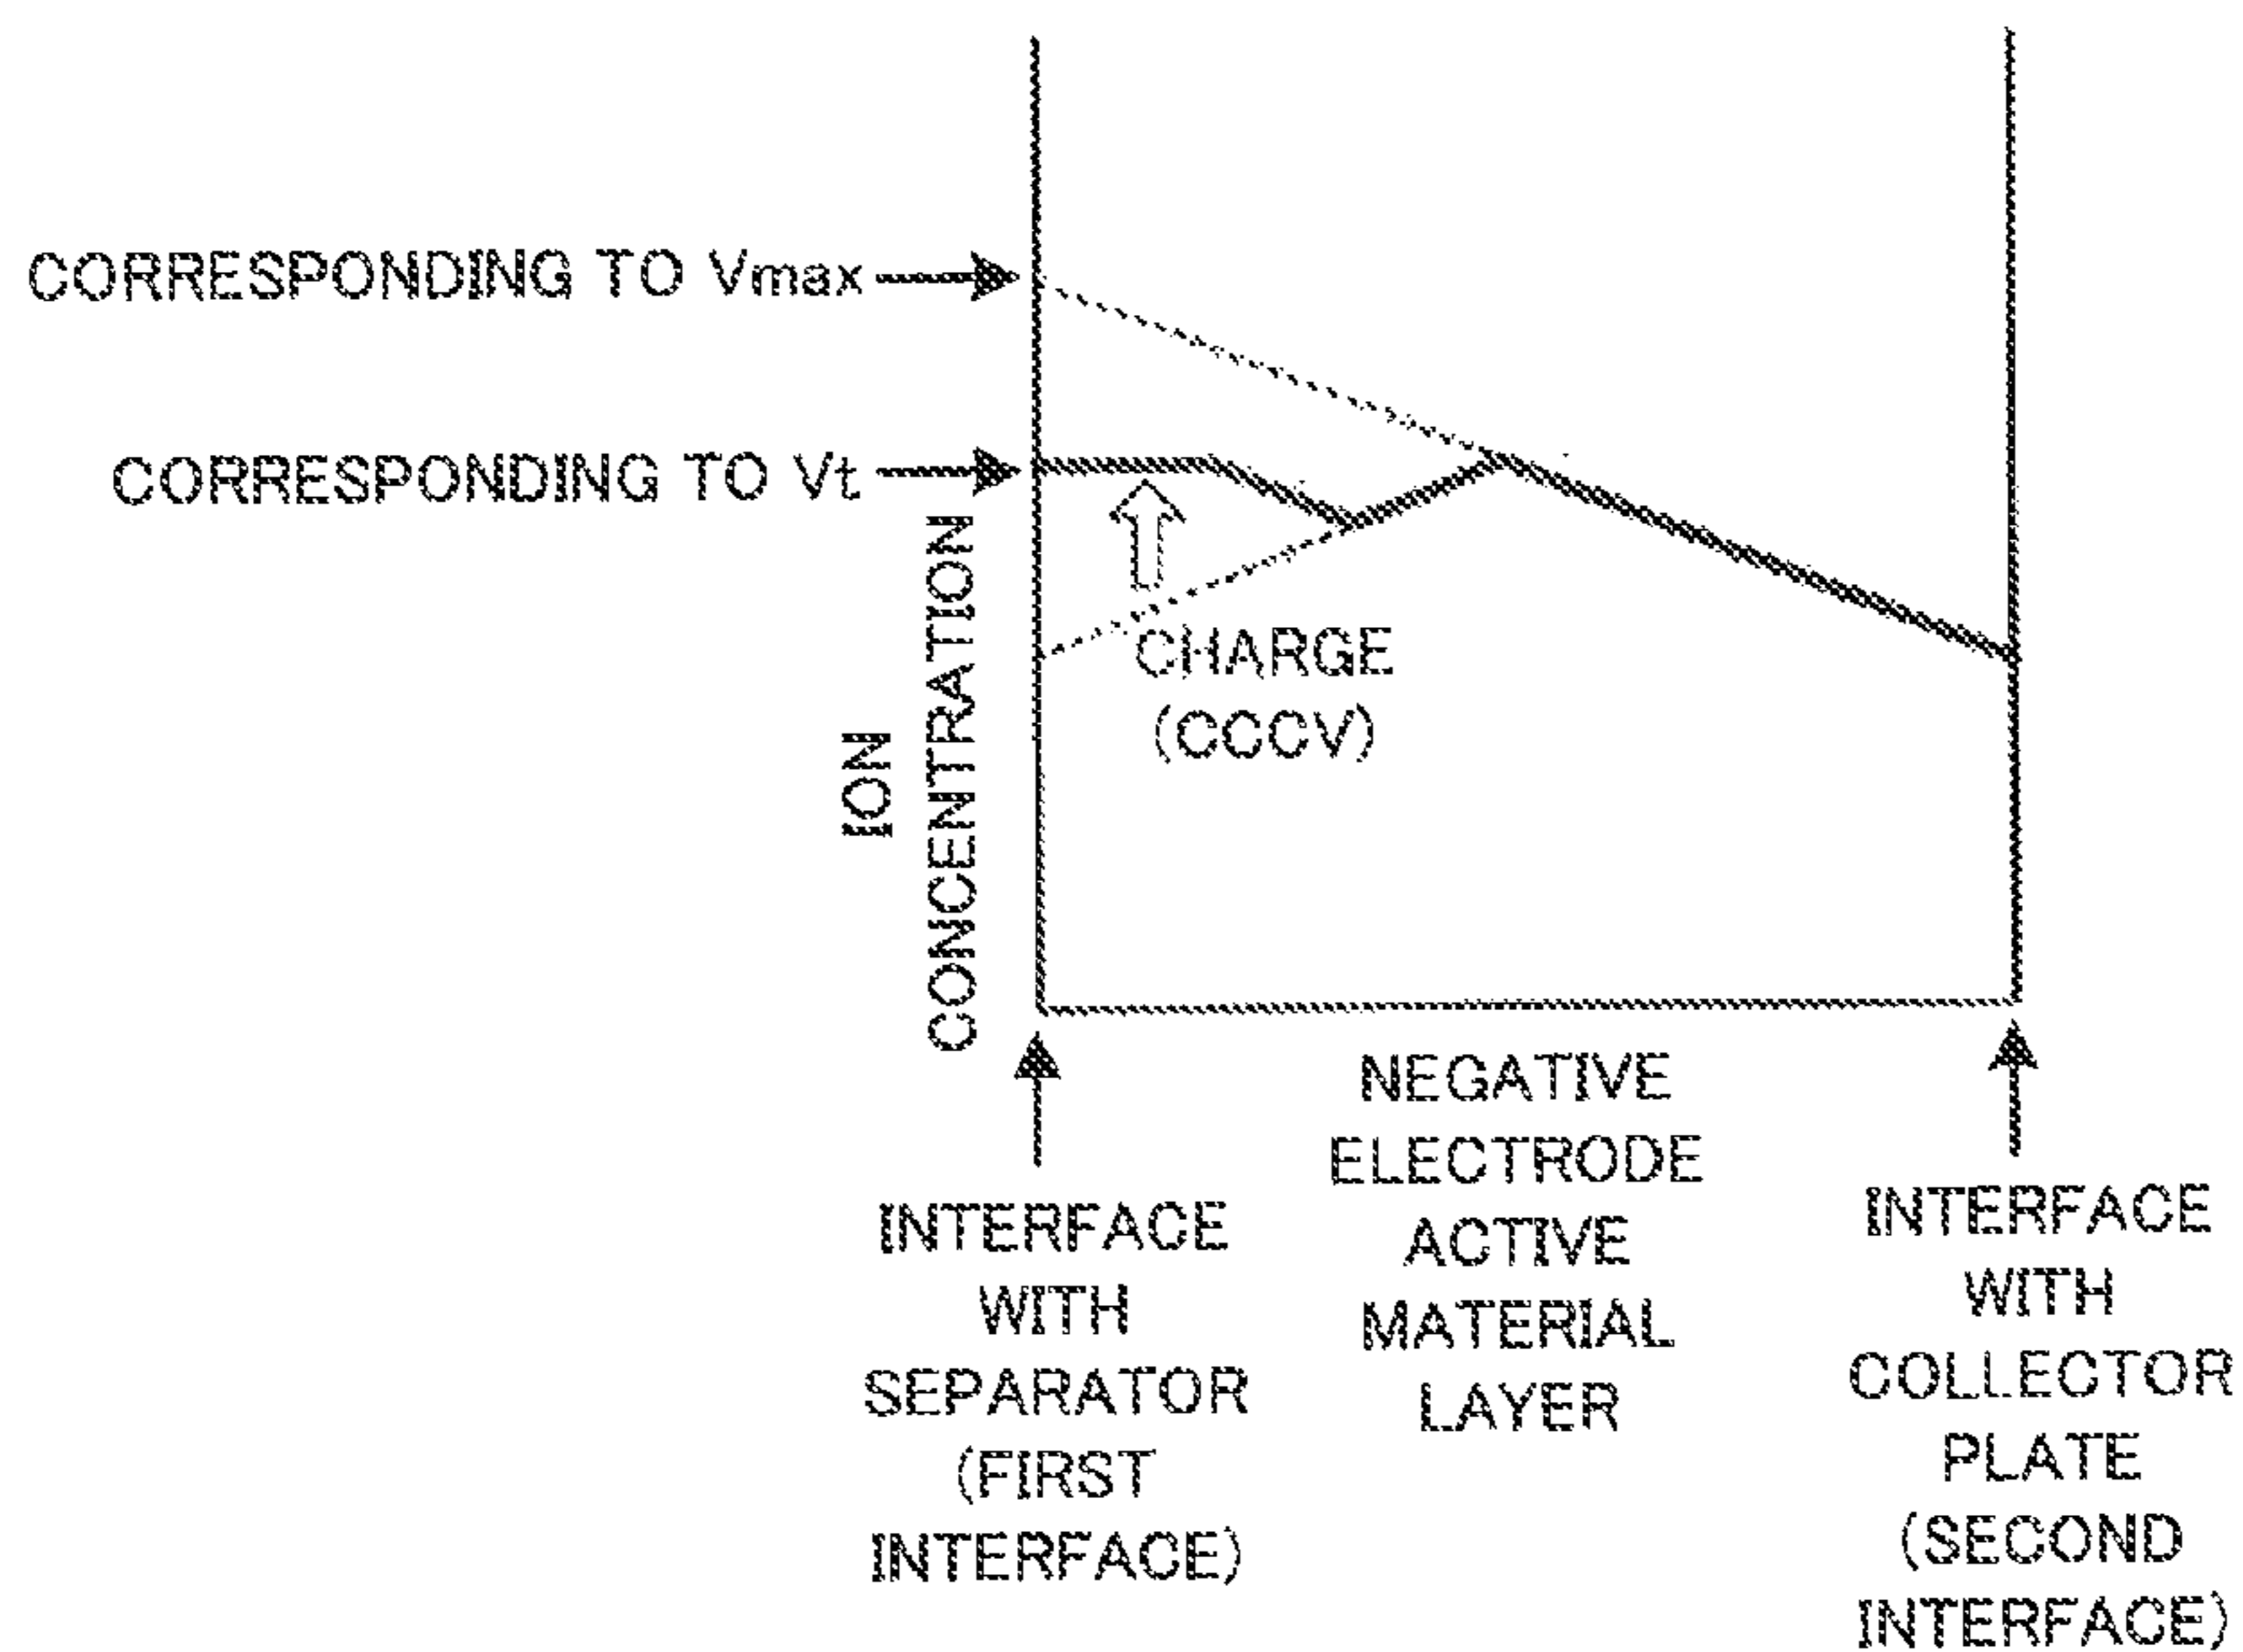 CORRESPONDING TO Vmax
CORRESPONDING TO Vt
ION
CONCENTRATION
CHARGE
(CCCV)
INTERFACE
WITH
SEPARATOR
(FIRST
INTERFACE)
NEGATIVE
ELECTRODE
ACTIVE
MATERIAL
LAYER
INTERFACE
WITH
COLLECTOR
PLATE
(SECOND
INTERFACE)